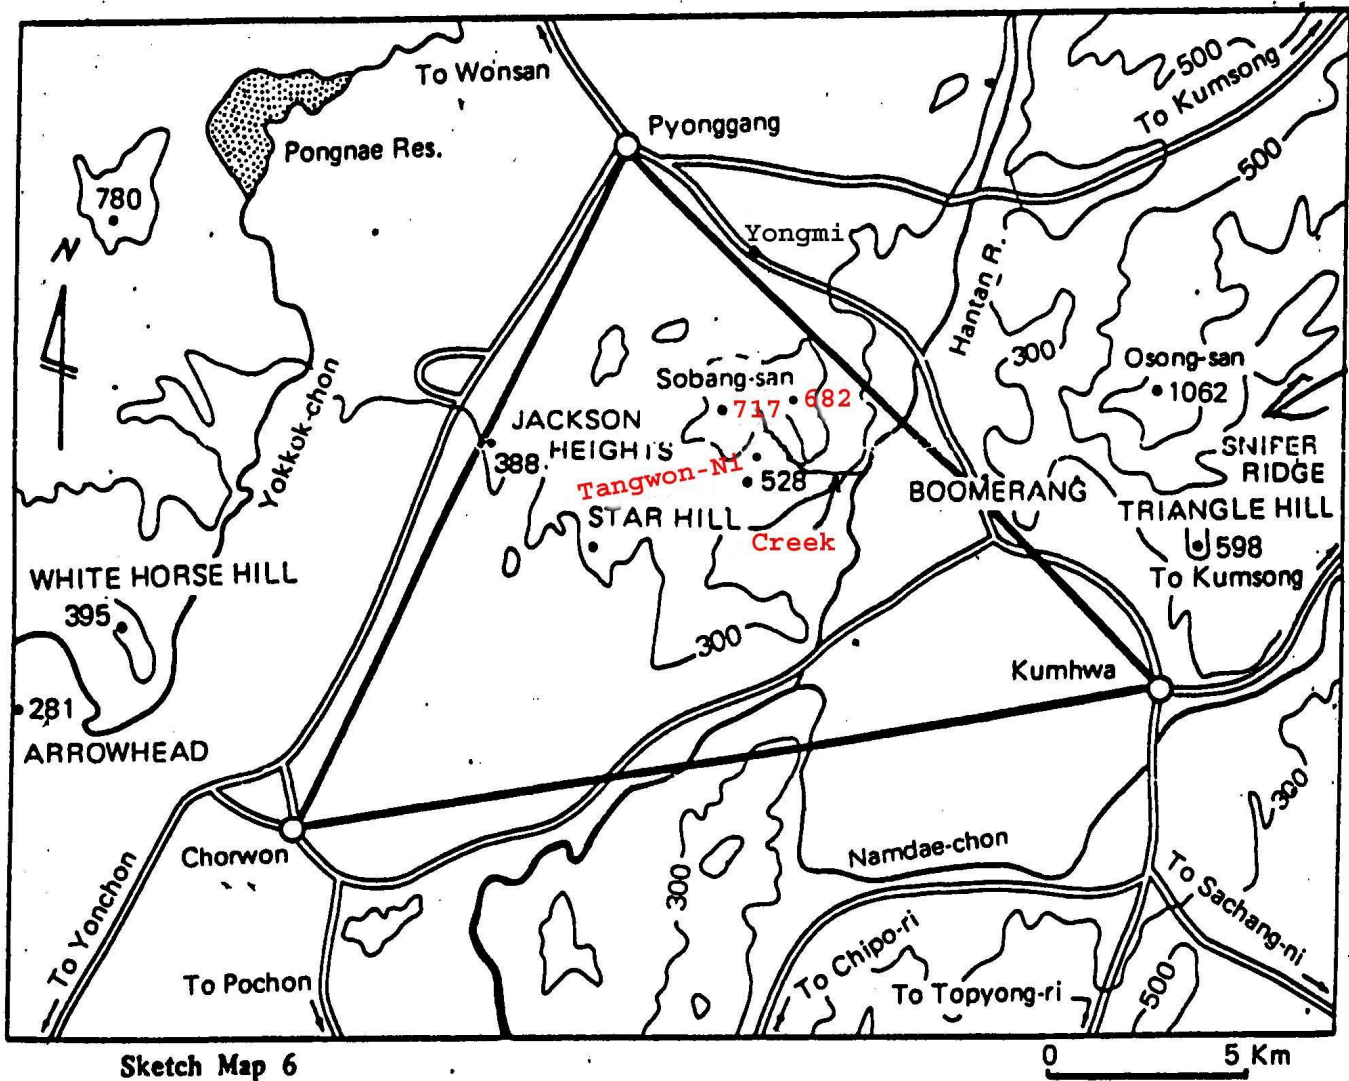 To Wonsan
500
To Kumsong
Pyonggang
Pongnae Res.
500
780
N
Yongmi
Hantan R.
300
Osong-san
1062
Sobang-san
717
682
Yokkok-chon
JACKSON
HEIGHTS
388
SNIFER
RIDGE
Tangwon-Ni
528
BOOMERANG
TRIANGLE HILL
STAR HILL
Creek
598
To Kumsong
WHITE HORSE HILL
395
300
Kumhwa
281
ARROWHEAD
300
Chorwon
Namdae-chon
300
To Yonchon
To Sachang-ni
To Pochon
To Chipo-ri
To Topyong-ri
500
Sketch Map 6
0 5 Km